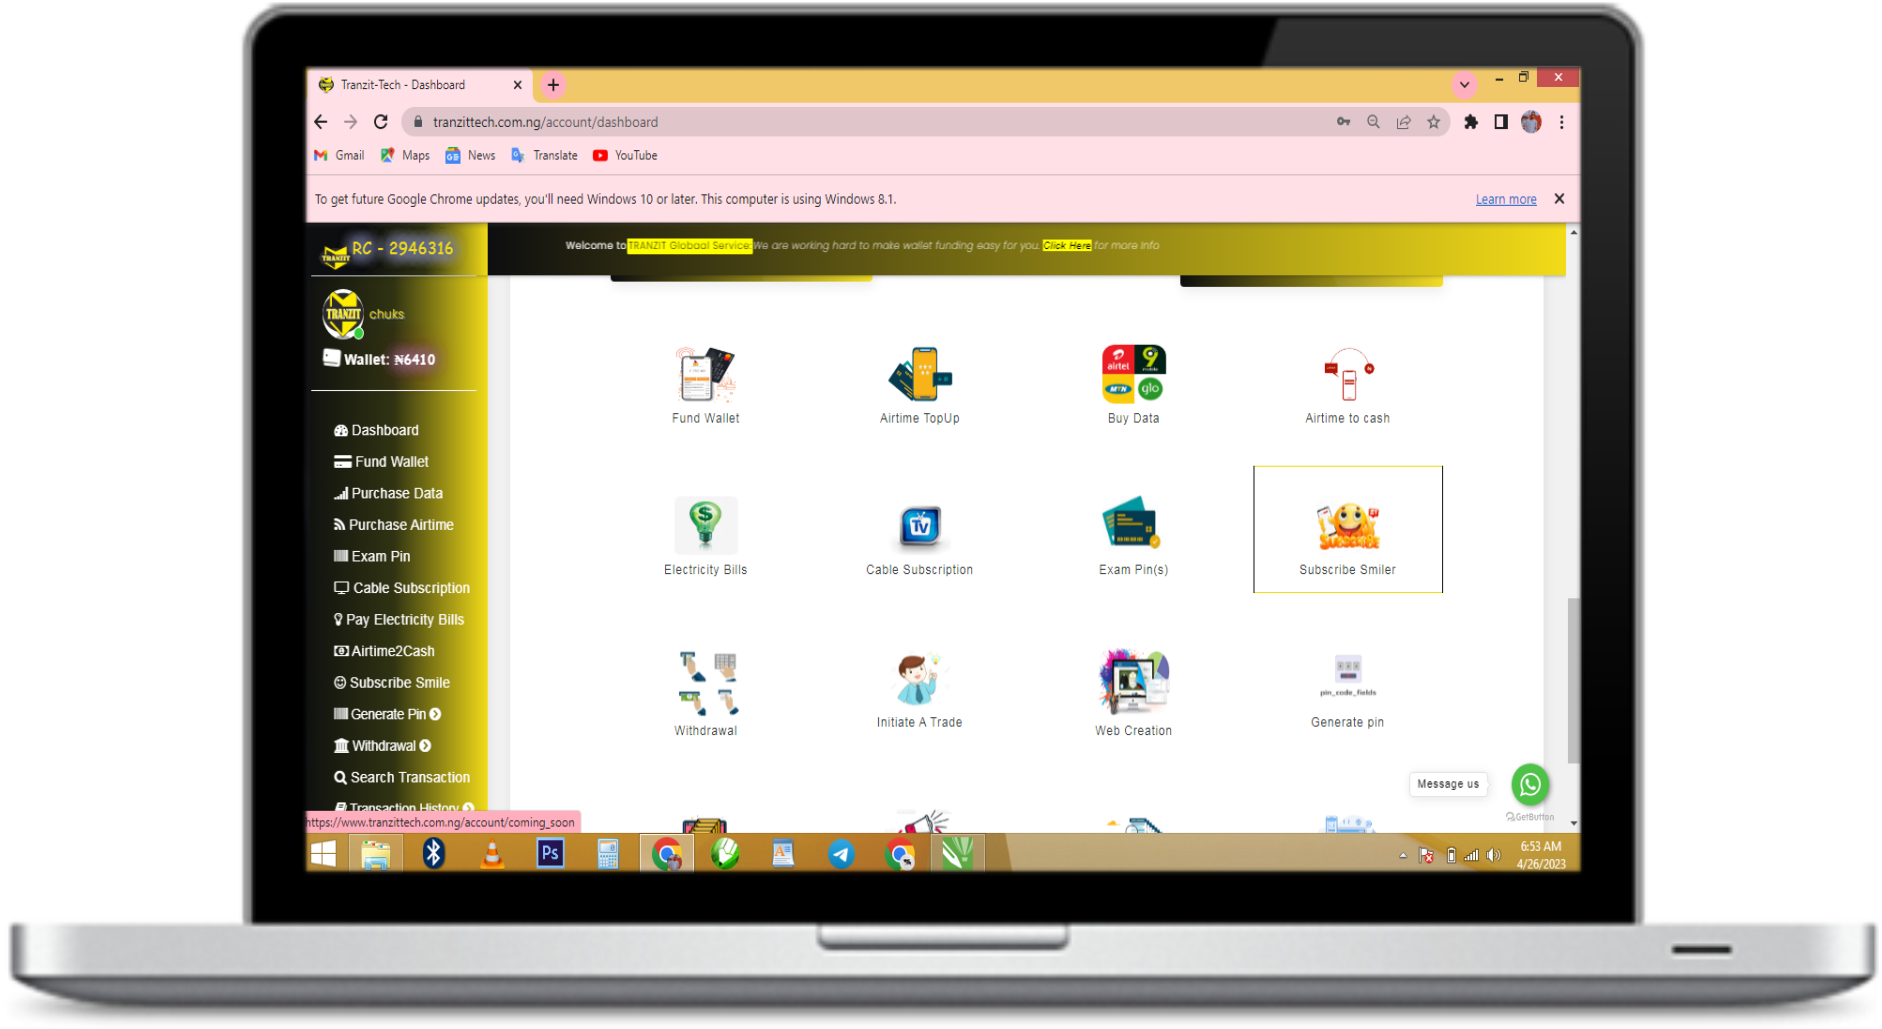 Tranzit-Tech - Dashboard
tranzittech.com.ng/account/dashboard
Gmail Maps News Translate YouTube
To get future Google Chrome updates, you'll need Windows 10 or later. This computer is using Windows 8.1. Learn more
TRANZIT RC - 2946316
Welcome to TRANZIT Globaal Service: We are working hard to make wallet funding easy for you. Click Here for more Info
TRANZIT chuks
Wallet: ₦6410
Dashboard
Fund Wallet
Purchase Data
Purchase Airtime
Exam Pin
Cable Subscription
Pay Electricity Bills
Airtime2Cash
Subscribe Smile
Generate Pin
Withdrawal
Search Transaction
Transaction History
https://www.tranzittech.com.ng/account/coming_soon
airtel 9
MTN glo
Fund Wallet Airtime TopUp Buy Data Airtime to cash
$ TV SUBSCRIBE
Electricity Bills Cable Subscription Exam Pin(s) Subscribe Smiler
pin_code_fields
Withdrawal Initiate A Trade Web Creation Generate pin
Message us
GetButton
Ps
6:53 AM
4/26/2023